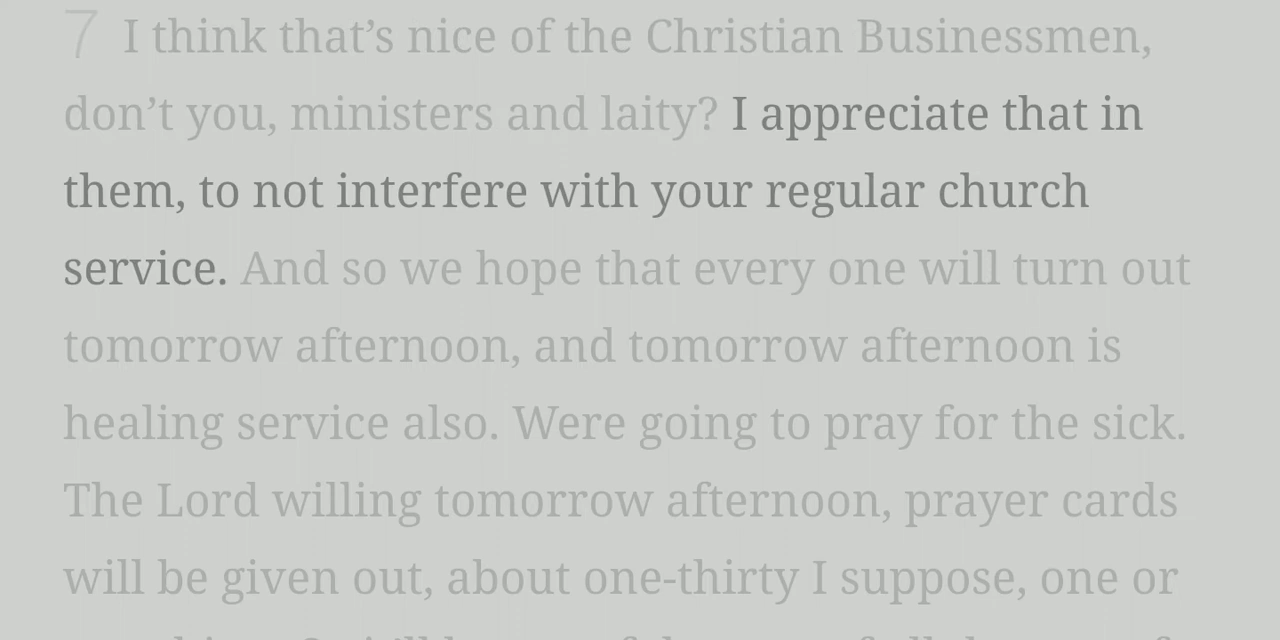 7 I think that’s nice of the Christian Businessmen,
don’t you, ministers and laity? I appreciate that in
them, to not interfere with your regular church
service. And so we hope that every one will turn out
tomorrow afternoon, and tomorrow afternoon is
healing service also. Were going to pray for the sick.
The Lord willing tomorrow afternoon, prayer cards
will be given out, about one-thirty I suppose, one or